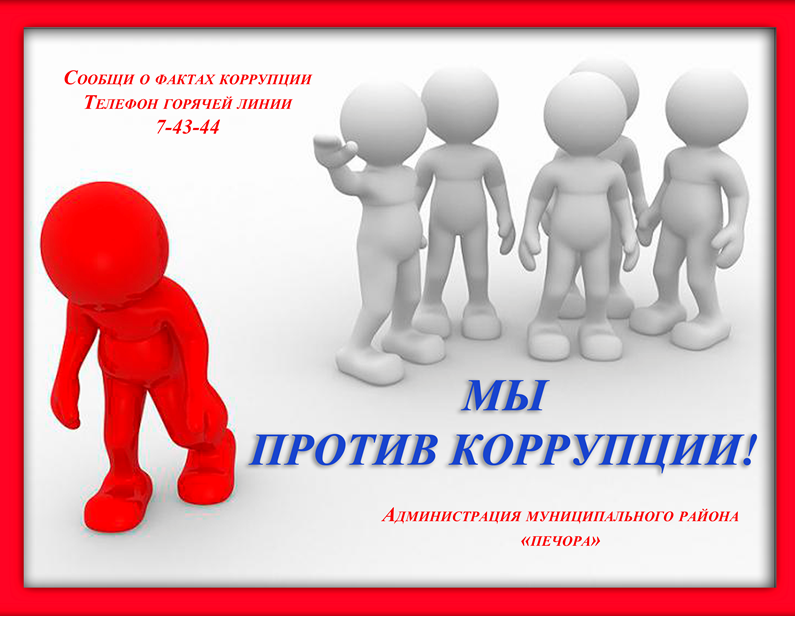 Сообщи о фактах коррупции
Телефон горячей линии
7-43-44
МЫ
ПРОТИВ КОРРУПЦИИ!
Администрация муниципального района
«печора»